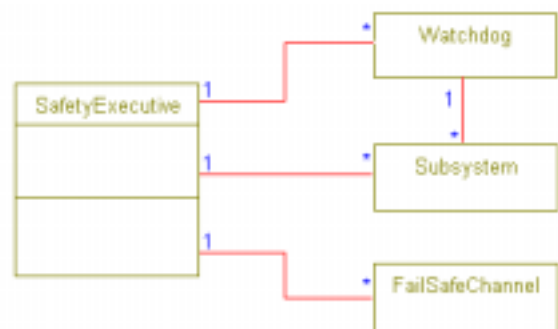 *
Watchdog
1
SafetyExecutive
1
*
1
*
Subsystem
1
*
FailSafeChannel